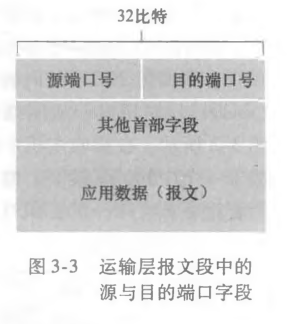 32比特
源端口号 目的端口号
其他首部字段
应用数据（报文）
图 3-3 运输层报文段中的
源与目的端口字段